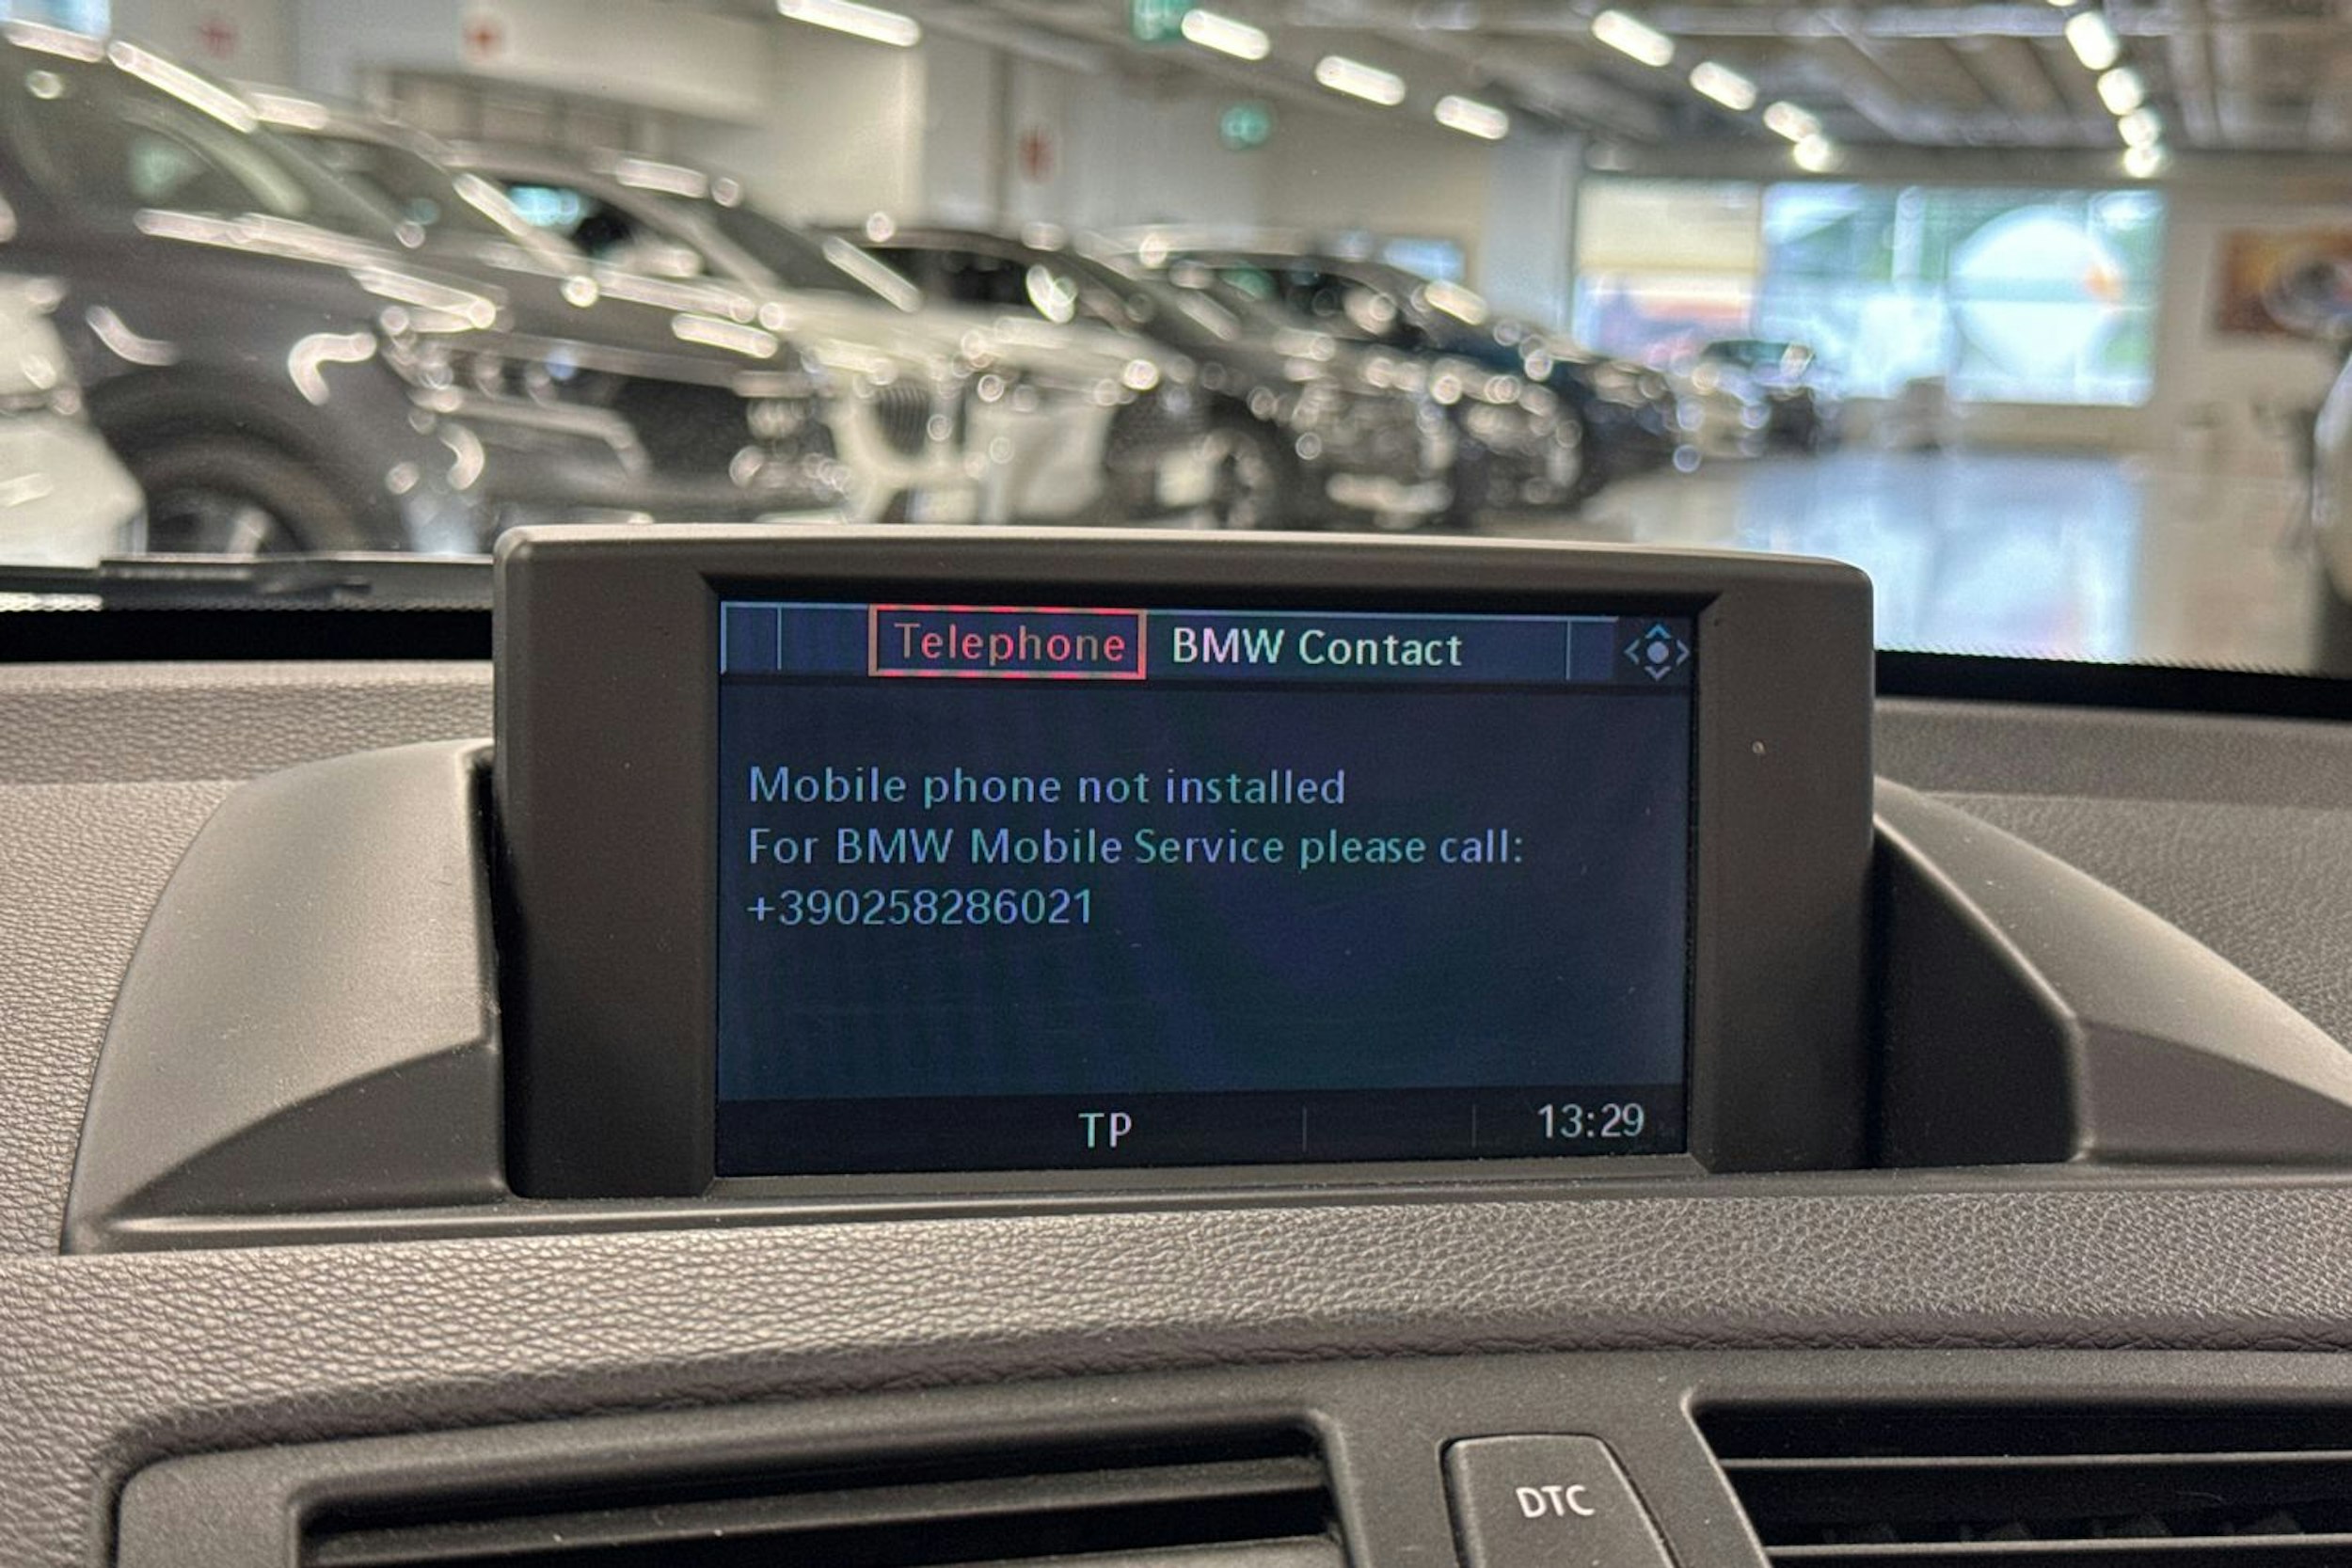 Telephone BMW Contact
Mobile phone not installed
For BMW Mobile Service please call:
+390258286021
TP 13:29
DTC